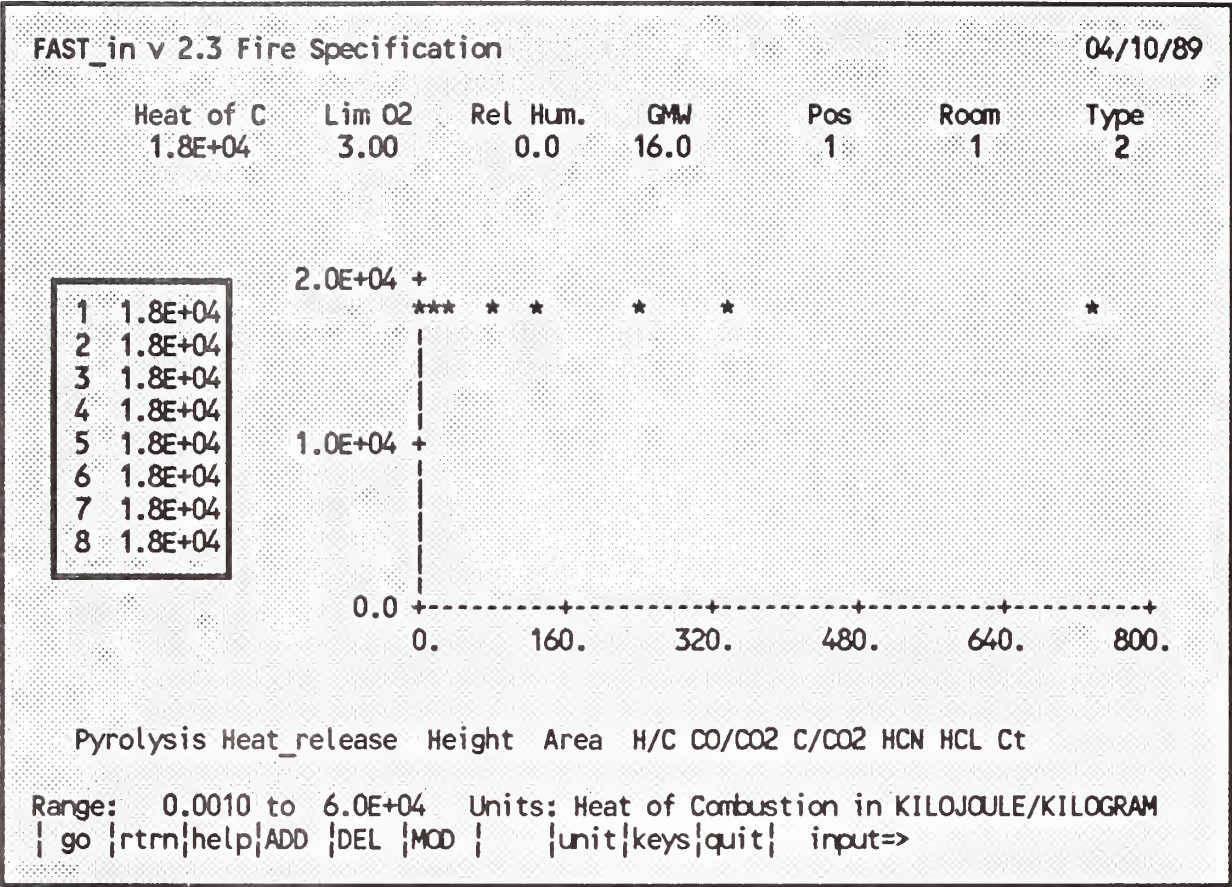 FAST_in v 2.3 Fire Specification 04/10/89
Heat of C Lim O2 Rel Hum. GMW Pos Room Type
1.8E+04 3.00 0.0 16.0 1 1 2
2.0E+04 +
1 1.8E+04 *** * * * * *
2 1.8E+04
3 1.8E+04
4 1.8E+04
5 1.8E+04 1.0E+04 +
6 1.8E+04
7 1.8E+04
8 1.8E+04
0.0 +---------+---------+---------+---------+---------+
0. 160. 320. 480. 640. 800.
Pyrolysis Heat_release Height Area H/C CO/CO2 C/CO2 HCN HCL Ct
Range: 0.0010 to 6.0E+04 Units: Heat of Combustion in KILOJOULE/KILOGRAM
| go |rtrn|help|ADD |DEL |MOD | |unit|keys|quit| input=>